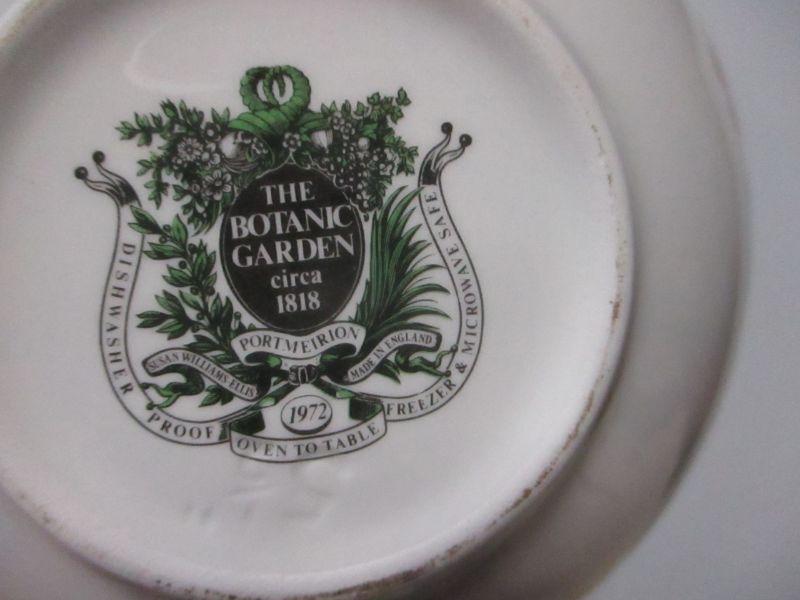 THE
BOTANIC
GARDEN
circa
1818
PORTMEIRION
SUSAN WILLIAMS-ELLIS
MADE IN ENGLAND
1972
DISHWASHER PROOF
OVEN TO TABLE
FREEZER & MICROWAVE SAFE